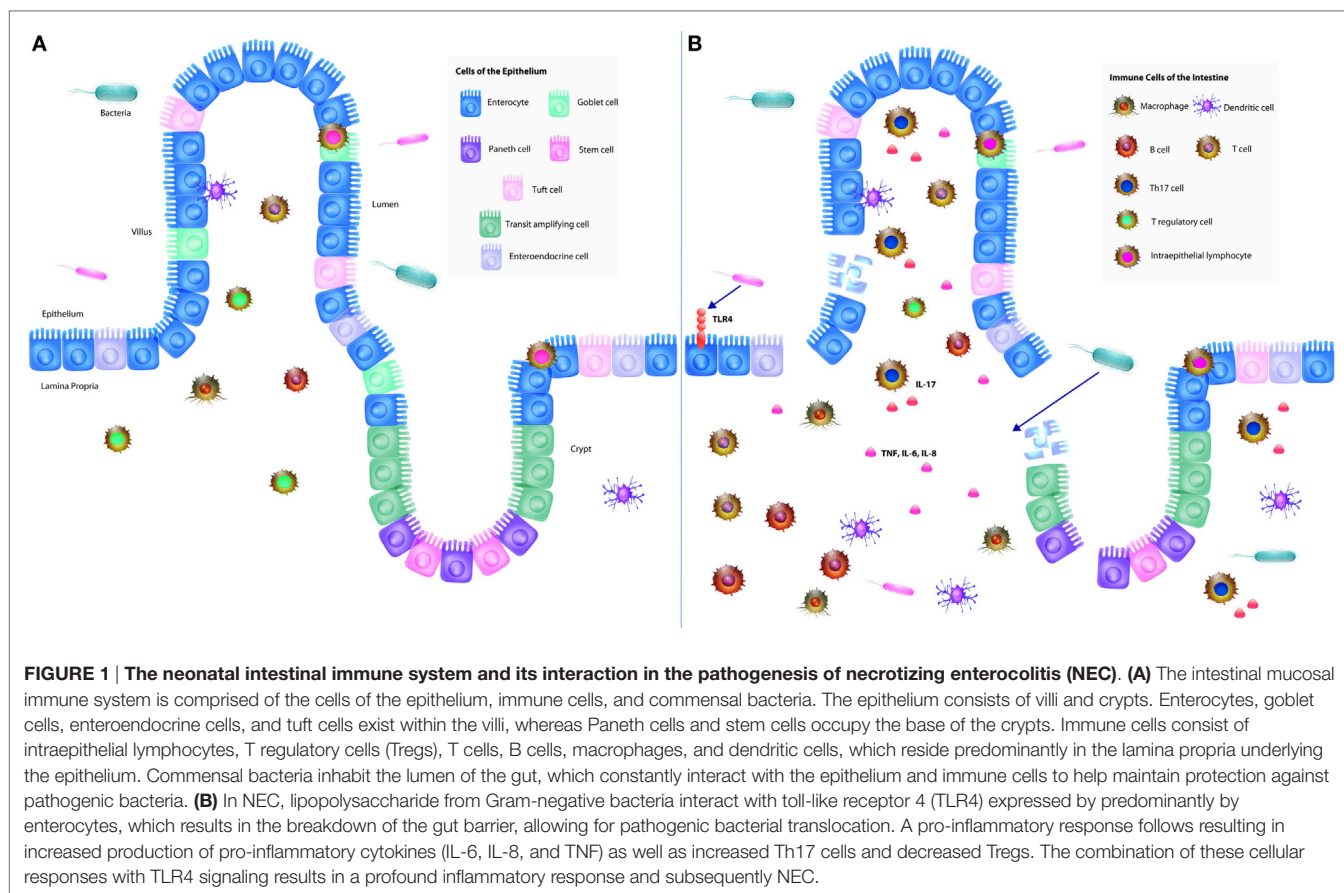 A
Bacteria
Villus
Epithelium
Lamina Propria
Lumen
Crypt
Cells of the Epithelium
Enterocyte
Goblet cell
Paneth cell
Stem cell
Tuft cell
Transit amplifying cell
Enteroendocrine cell
B
TLR4
IL-17
TNF, IL-6, IL-8
Immune Cells of the Intestine
Macrophage
Dendritic cell
B cell
T cell
Th17 cell
T regulatory cell
Intraepithelial lymphocyte
FIGURE 1 | The neonatal intestinal immune system and its interaction in the pathogenesis of necrotizing enterocolitis (NEC). (A) The intestinal mucosal
immune system is comprised of the cells of the epithelium, immune cells, and commensal bacteria. The epithelium consists of villi and crypts. Enterocytes, goblet
cells, enteroendocrine cells, and tuft cells exist within the villi, whereas Paneth cells and stem cells occupy the base of the crypts. Immune cells consist of
intraepithelial lymphocytes, T regulatory cells (Tregs), T cells, B cells, macrophages, and dendritic cells, which reside predominantly in the lamina propria underlying
the epithelium. Commensal bacteria inhabit the lumen of the gut, which constantly interact with the epithelium and immune cells to help maintain protection against
pathogenic bacteria. (B) In NEC, lipopolysaccharide from Gram-negative bacteria interact with toll-like receptor 4 (TLR4) expressed by predominantly by
enterocytes, which results in the breakdown of the gut barrier, allowing for pathogenic bacterial translocation. A pro-inflammatory response follows resulting in
increased production of pro-inflammatory cytokines (IL-6, IL-8, and TNF) as well as increased Th17 cells and decreased Tregs. The combination of these cellular
responses with TLR4 signaling results in a profound inflammatory response and subsequently NEC.